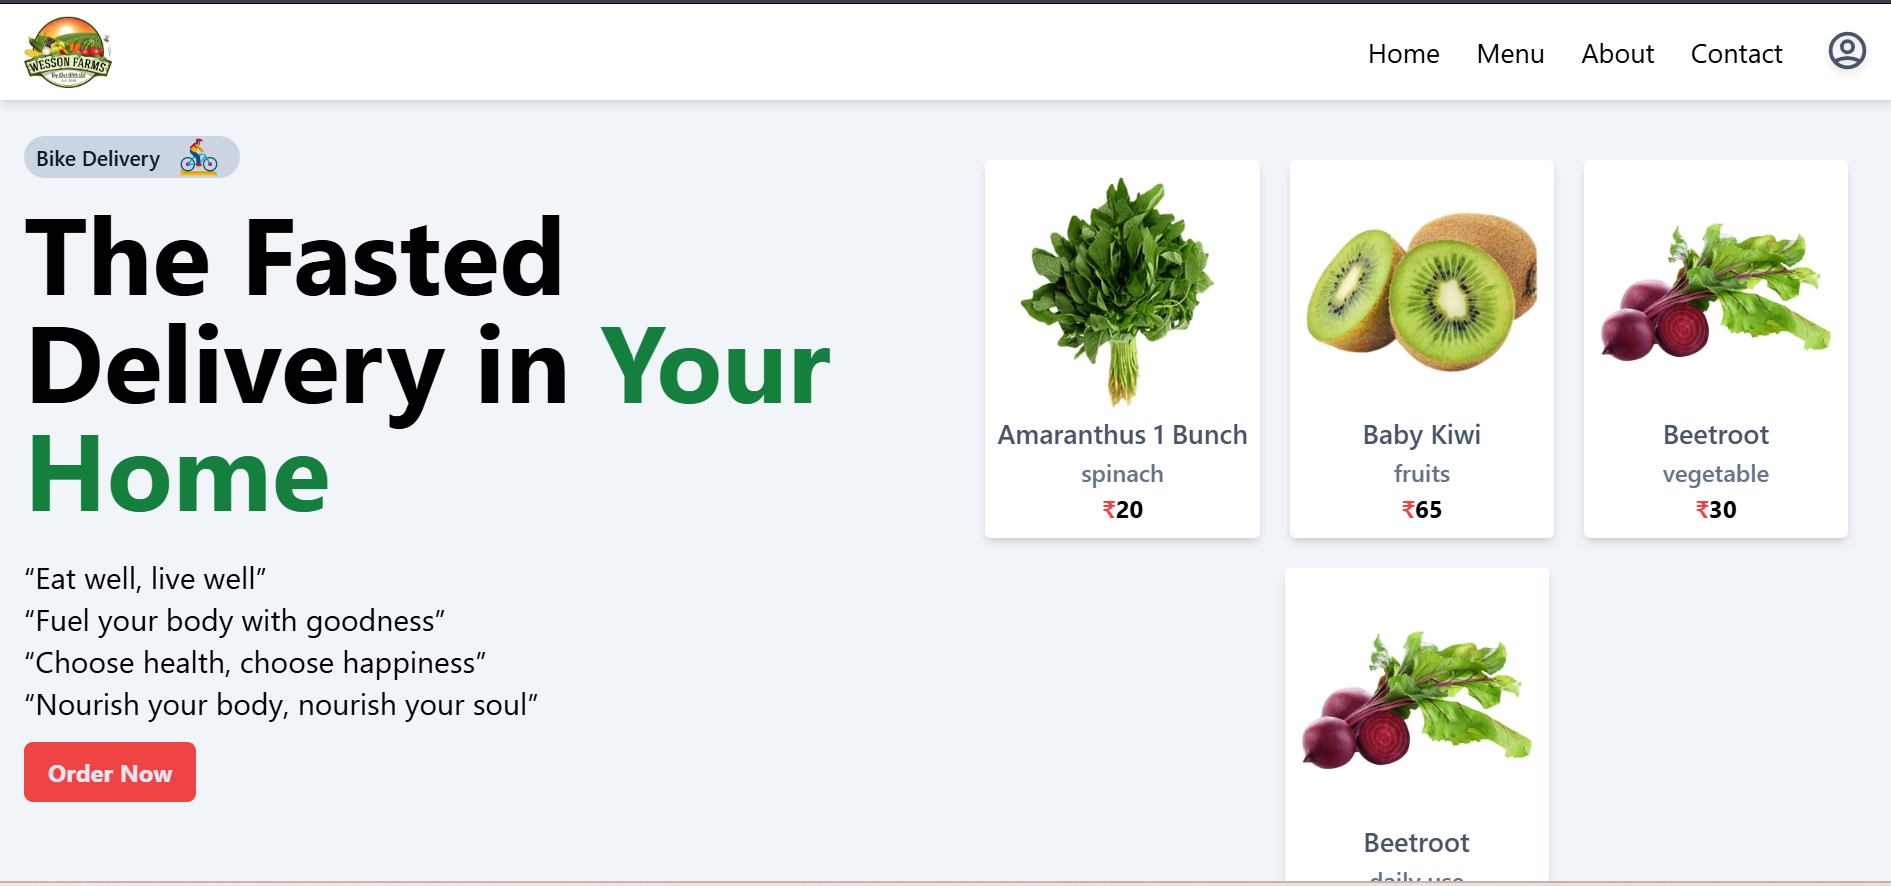 WESSON FARMS
Home Menu About Contact
Bike Delivery
The Fasted
Delivery in Your
Home
“Eat well, live well”
“Fuel your body with goodness”
“Choose health, choose happiness”
“Nourish your body, nourish your soul”
Order Now
Amaranthus 1 Bunch
spinach
₹20
Baby Kiwi
fruits
₹65
Beetroot
vegetable
₹30
Beetroot
daily use